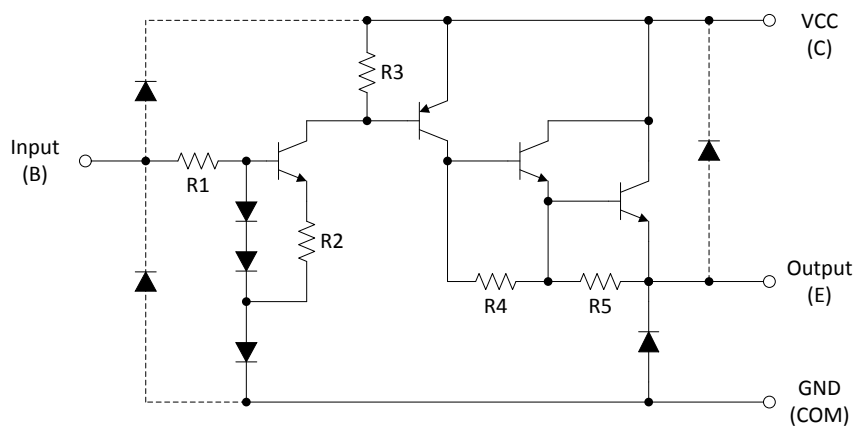 VCC
(C)
R3
Input
(B)
R1
R2
R4
R5
Output
(E)
GND
(COM)